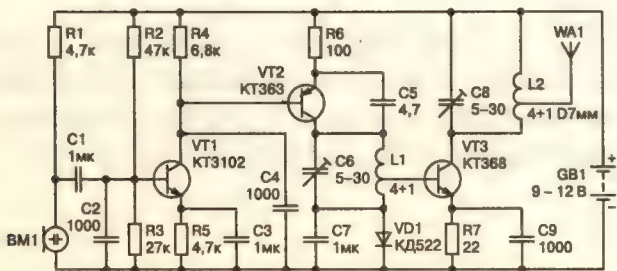 R1
4,7к
R2
47к
R4
6,8к
R6
100
WA1
VT2
КТ363
C5
4,7
C8
5–30
L2
4+1 D7мм
C1
1мк
VT1
КТ3102
C6
5–30
L1
4+1
VT3
КТ368
GB1
9 – 12 В
C2
1000
C4
1000
BM1
R3
27к
R5
4,7к
C3
1мк
C7
1мк
VD1
КД522
R7
22
C9
1000